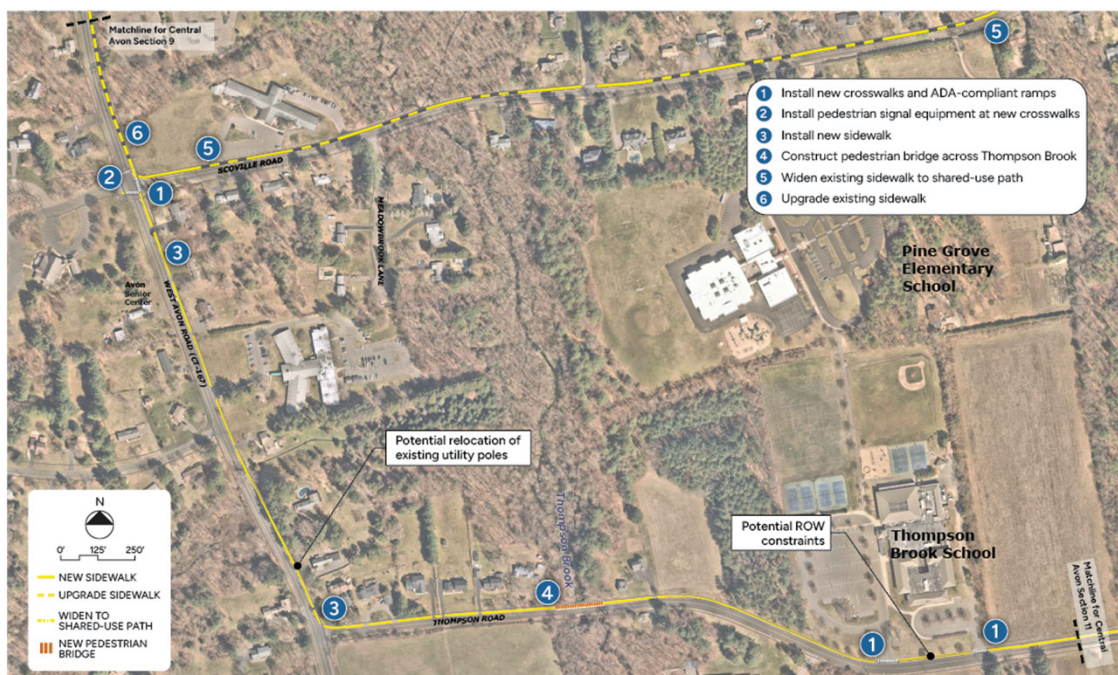 Matchline for Central
Avon Section 9
5
1 Install new crosswalks and ADA-compliant ramps
2 Install pedestrian signal equipment at new crosswalks
3 Install new sidewalk
4 Construct pedestrian bridge across Thompson Brook
5 Widen existing sidewalk to shared-use path
6 Upgrade existing sidewalk
6
5
SCOVILLE ROAD
2
1
MEADOWBROOK LANE
3
Pine Grove
Elementary
School
Avon
Senior
Center
WEST AVON ROAD (CT-167)
Potential relocation of
existing utility poles
Thompson Brook
Potential ROW
constraints
Thompson
Brook School
N
0' 125' 250'
NEW SIDEWALK
UPGRADE SIDEWALK
WIDEN TO
SHARED-USE PATH
NEW PEDESTRIAN
BRIDGE
3
4
THOMPSON ROAD
1
1
Matchline for Central
Avon Section 11